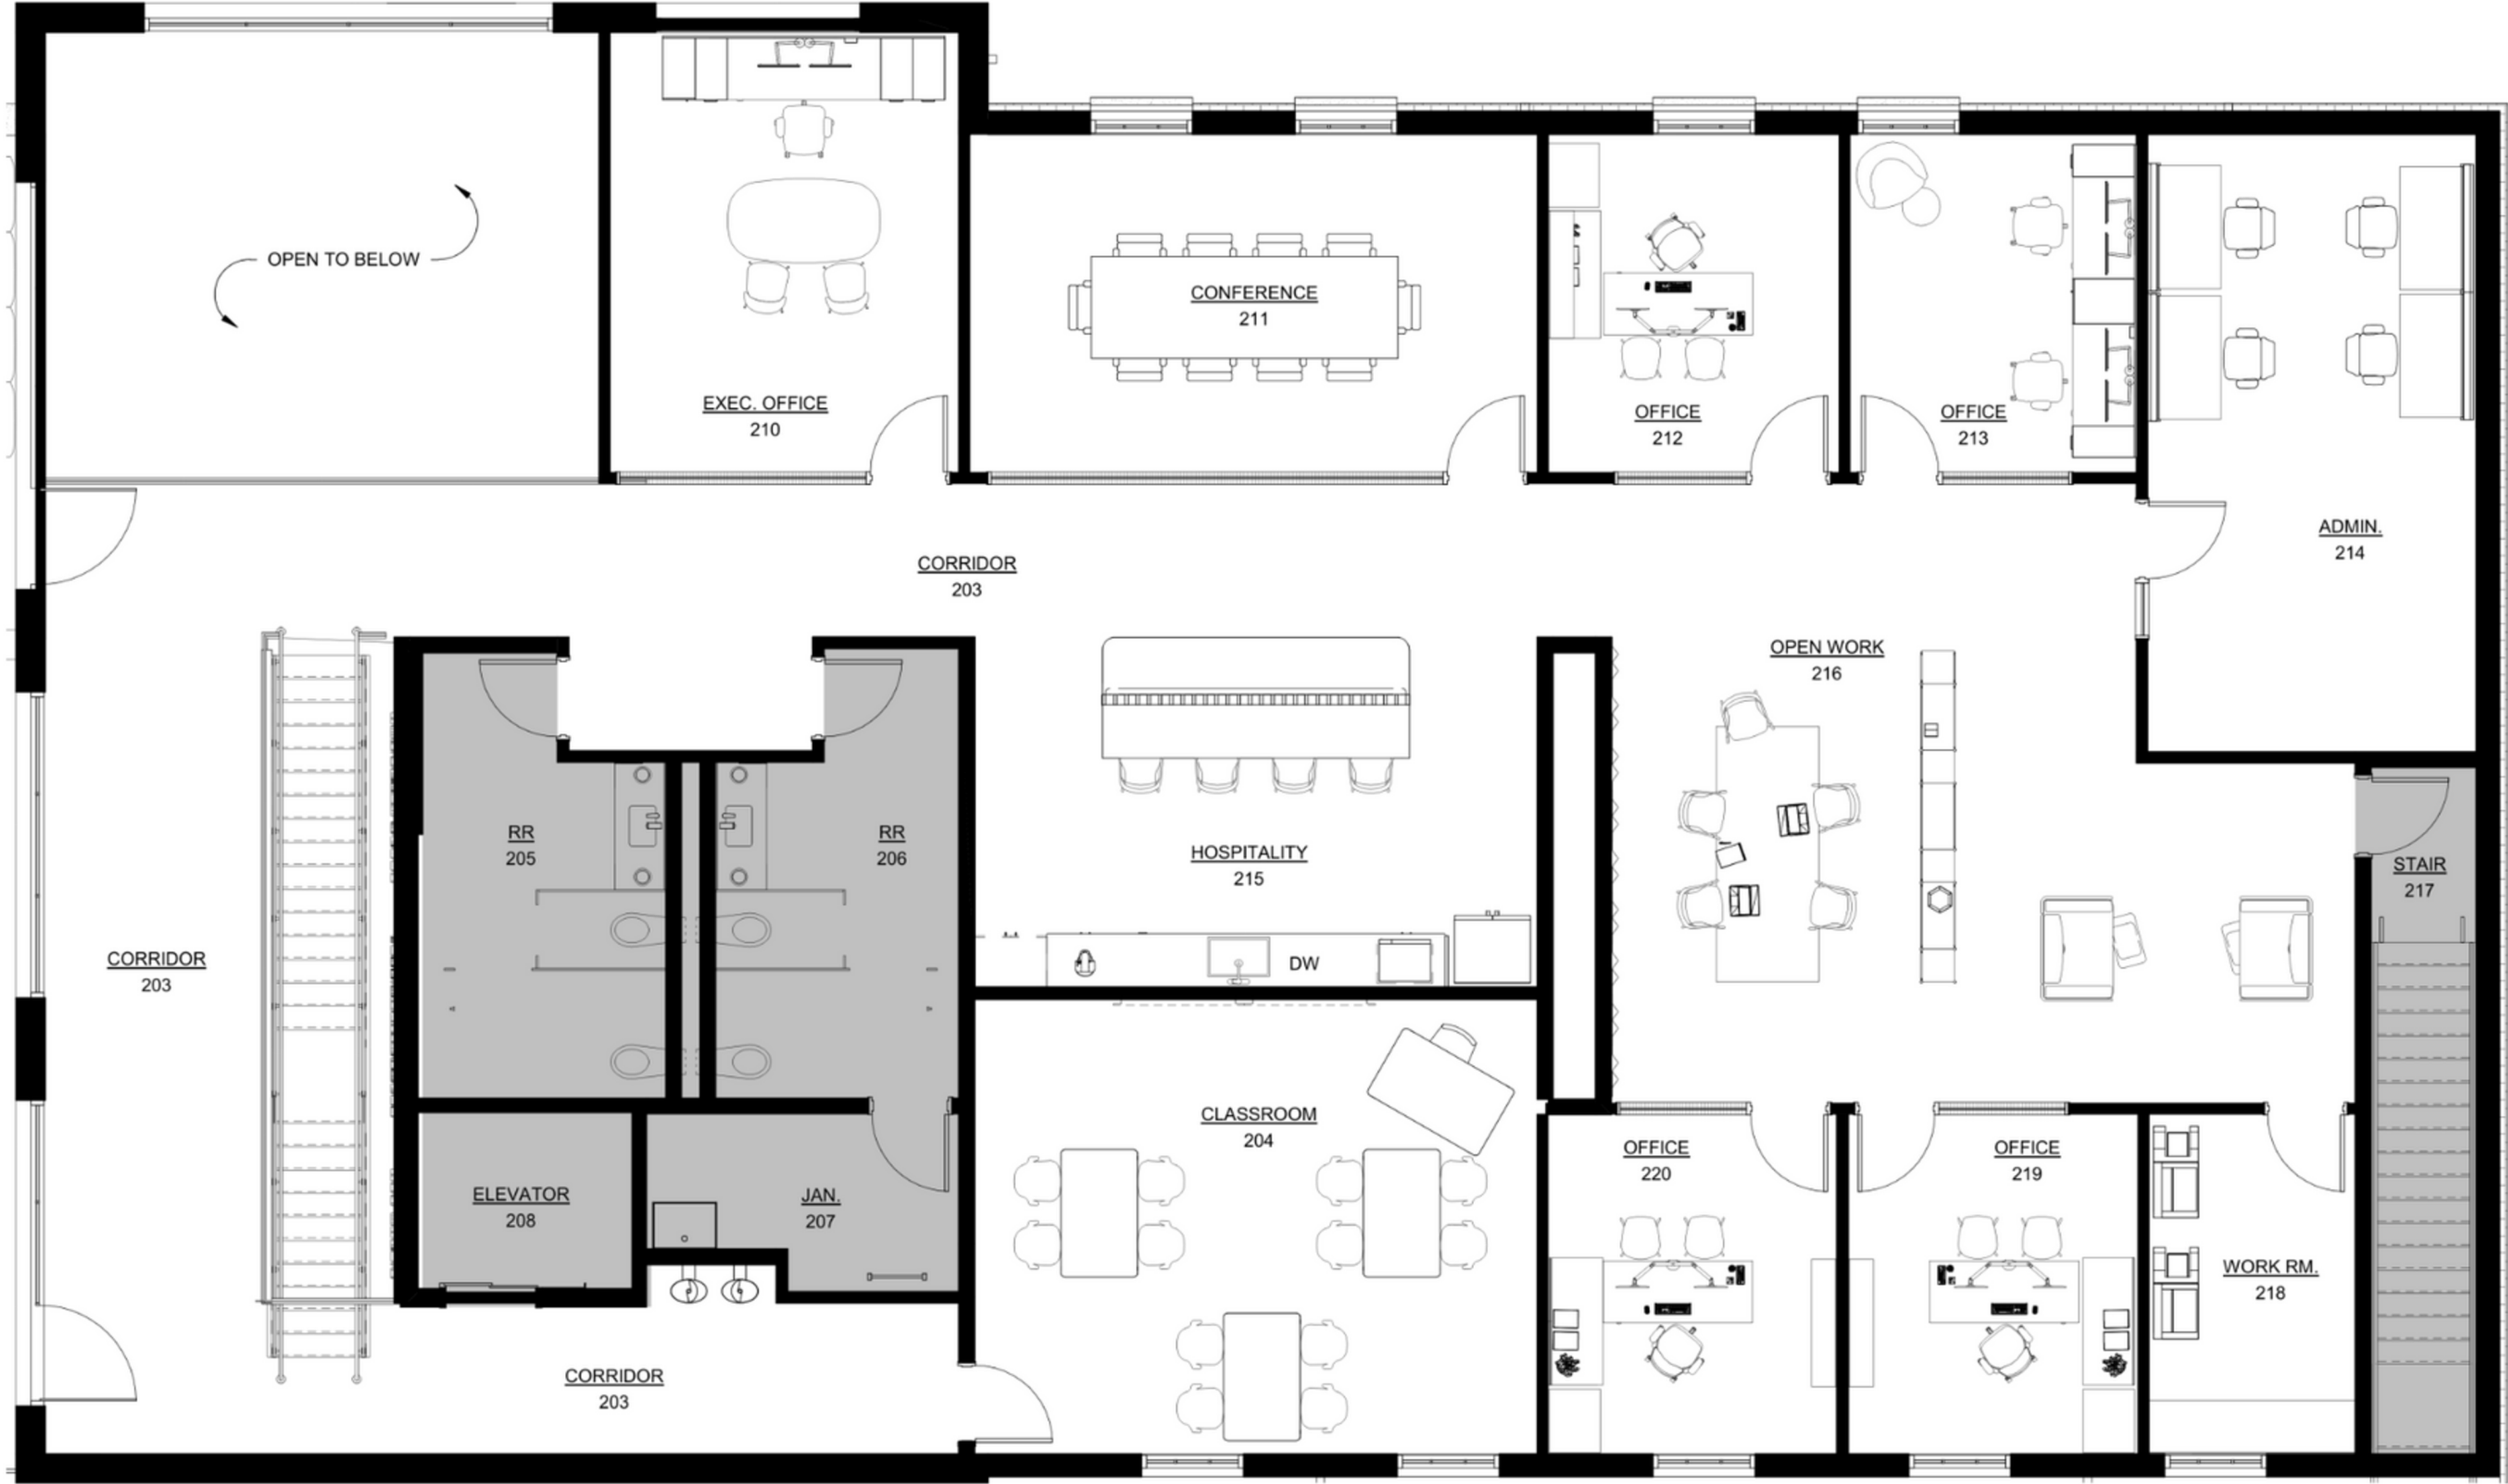 OPEN TO BELOW
EXEC. OFFICE
210
CONFERENCE
211
OFFICE
212
OFFICE
213
ADMIN.
214
CORRIDOR
203
OPEN WORK
216
RR
205
RR
206
HOSPITALITY
215
DW
STAIR
217
CORRIDOR
203
CLASSROOM
204
OFFICE
220
OFFICE
219
ELEVATOR
208
JAN.
207
WORK RM.
218
CORRIDOR
203